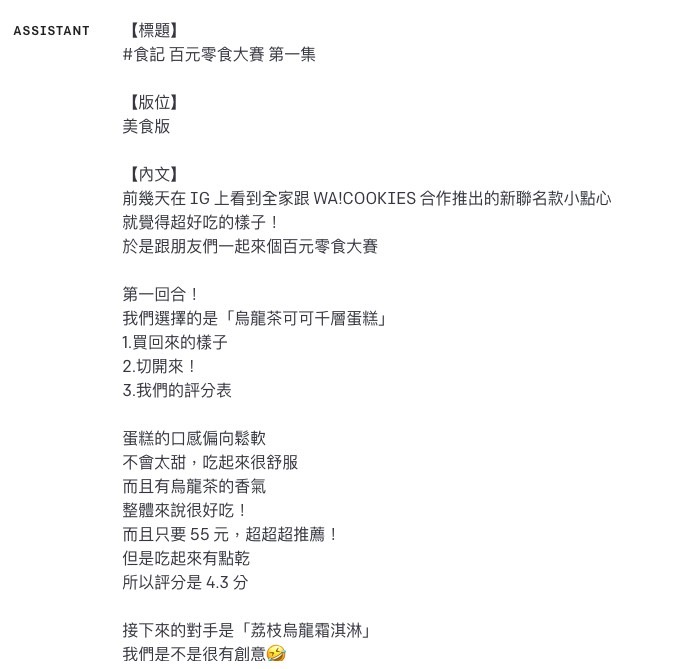 ASSISTANT
【標題】
#食記 百元零食大賽 第一集
【版位】
美食版
【內文】
前幾天在 IG 上看到全家跟 WA!COOKIES 合作推出的新聯名款小點心
就覺得超好吃的樣子！
於是跟朋友們一起來個百元零食大賽
第一回合！
我們選擇的是「烏龍茶可可千層蛋糕」
1.買回來的樣子
2.切開來！
3.我們的評分表
蛋糕的口感偏向鬆軟
不會太甜，吃起來很舒服
而且有烏龍茶的香氣
整體來說很好吃！
而且只要 55 元，超超超推薦！
但是吃起來有點乾
所以評分是 4.3 分
接下來的對手是「荔枝烏龍霜淇淋」
我們是不是很有創意🤣